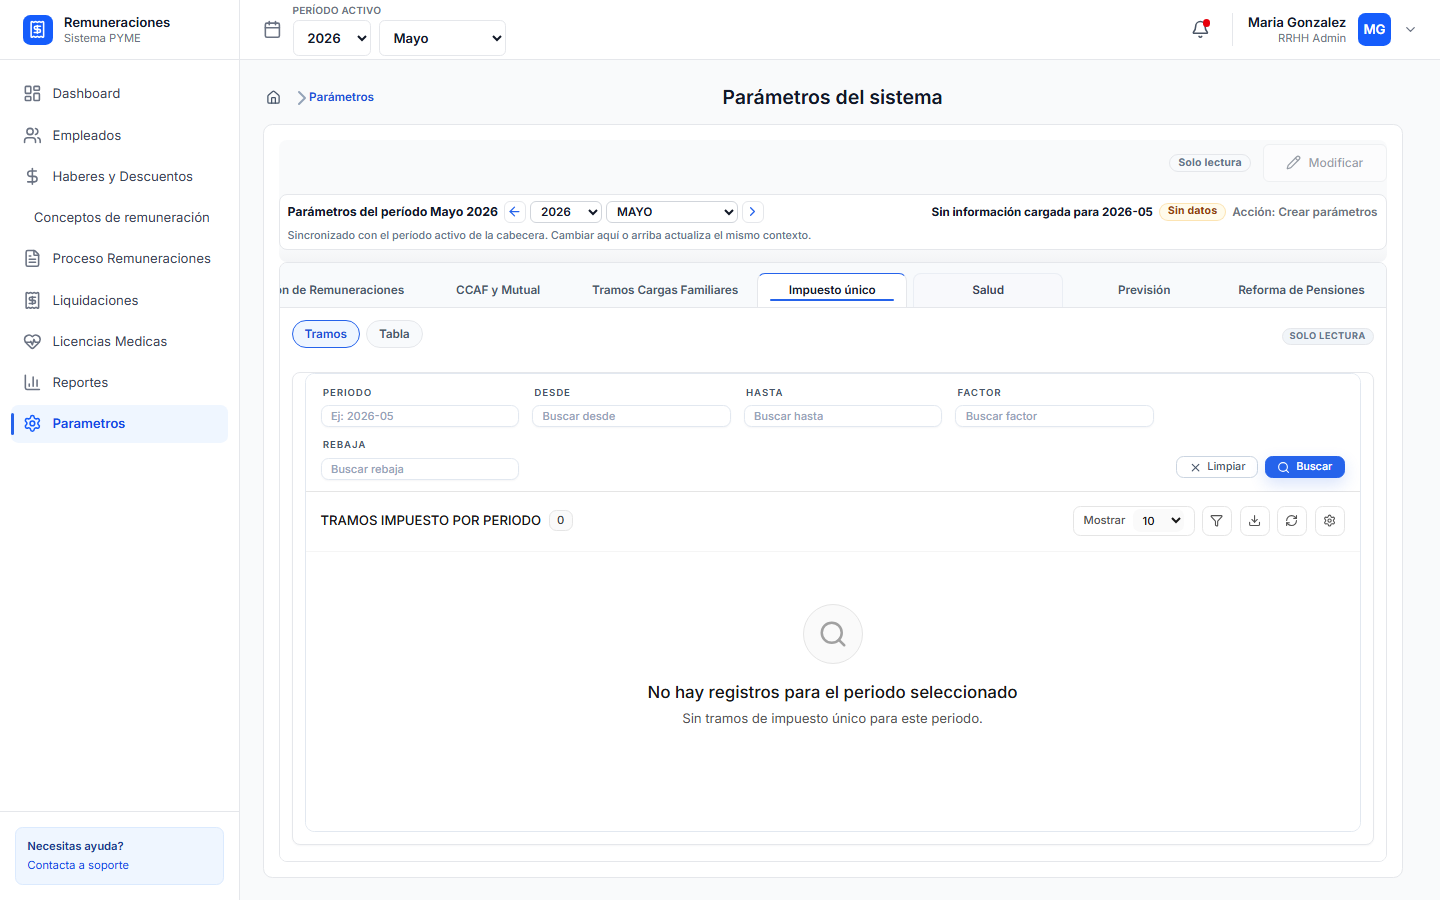 Remuneraciones
Sistema PYME
PERÍODO ACTIVO
2026
Mayo
Maria Gonzalez
RRHH Admin
MG
Dashboard
Empleados
Haberes y Descuentos
Conceptos de remuneración
Proceso Remuneraciones
Liquidaciones
Licencias Medicas
Reportes
Parametros
Necesitas ayuda?
Contacta a soporte
Parámetros
Parámetros del sistema
Solo lectura
Modificar
Parámetros del período Mayo 2026
2026
MAYO
Sin información cargada para 2026-05
Sin datos
Acción: Crear parámetros
Sincronizado con el período activo de la cabecera. Cambiar aquí o arriba actualiza el mismo contexto.
ón de Remuneraciones
CCAF y Mutual
Tramos Cargas Familiares
Impuesto único
Salud
Previsión
Reforma de Pensiones
Tramos
Tabla
SOLO LECTURA
PERIODO
DESDE
HASTA
FACTOR
Ej: 2026-05
Buscar desde
Buscar hasta
Buscar factor
REBAJA
Buscar rebaja
Limpiar
Buscar
TRAMOS IMPUESTO POR PERIODO
0
Mostrar
10
No hay registros para el periodo seleccionado
Sin tramos de impuesto único para este periodo.